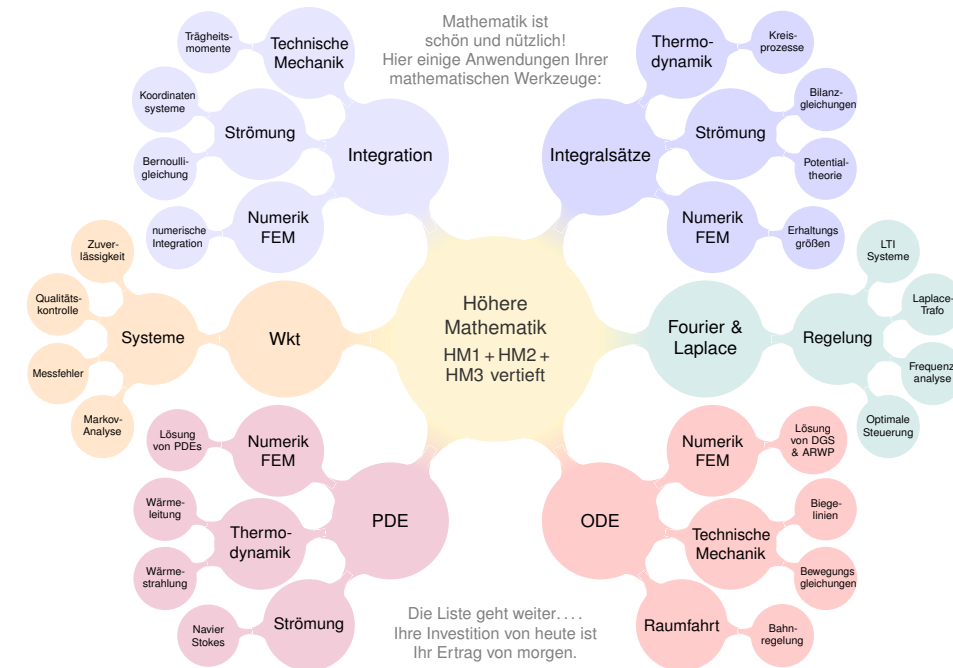 Mathematik ist
schön und nützlich!
Hier einige Anwendungen Ihrer
mathematischen Werkzeuge:
Höhere
Mathematik
HM1 + HM2 +
HM3 vertieft
Integration
Technische
Mechanik
Trägheits-
momente
Strömung
Koordinaten
systeme
Bernoulli-
gleichung
Numerik
FEM
numerische
Integration
Integralsätze
Thermo-
dynamik
Kreis-
prozesse
Strömung
Bilanz-
gleichungen
Potential-
theorie
Numerik
FEM
Erhaltungs
größen
Wkt
Systeme
Zuver-
lässigkeit
Qualitäts-
kontrolle
Messfehler
Markov-
Analyse
Fourier &
Laplace
Regelung
LTI
Systeme
Laplace-
Trafo
Frequenz
analyse
Optimale
Steuerung
PDE
Numerik
FEM
Lösung
von PDEs
Thermo-
dynamik
Wärme-
leitung
Wärme-
strahlung
Strömung
Navier
Stokes
ODE
Numerik
FEM
Lösung
von DGS
& ARWP
Technische
Mechanik
Biege-
linien
Bewegungs
gleichungen
Raumfahrt
Bahn-
regelung
Die Liste geht weiter....
Ihre Investition von heute ist
Ihr Ertrag von morgen.